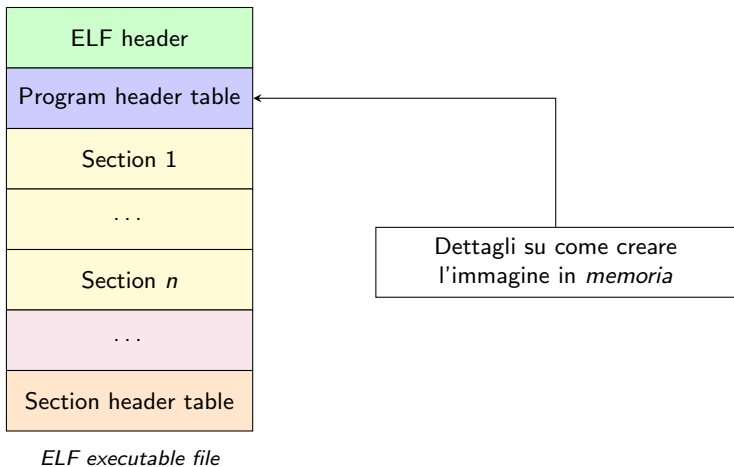 ELF header
Program header table
Section 1
. . .
Section n
. . .
Section header table
ELF executable file
Dettagli su come creare
l'immagine in memoria